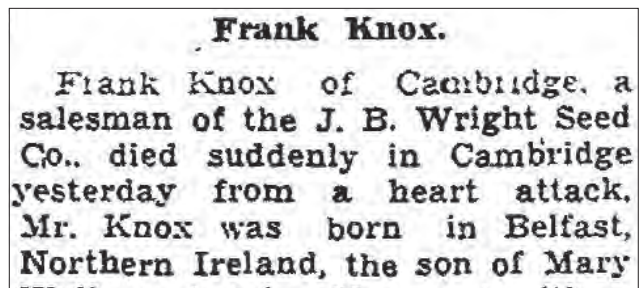 Frank Knox.
Frank Knox of Cambridge, a
salesman of the J. B. Wright Seed
Co., died suddenly in Cambridge
yesterday from a heart attack.
Mr. Knox was born in Belfast,
Northern Ireland, the son of Mary